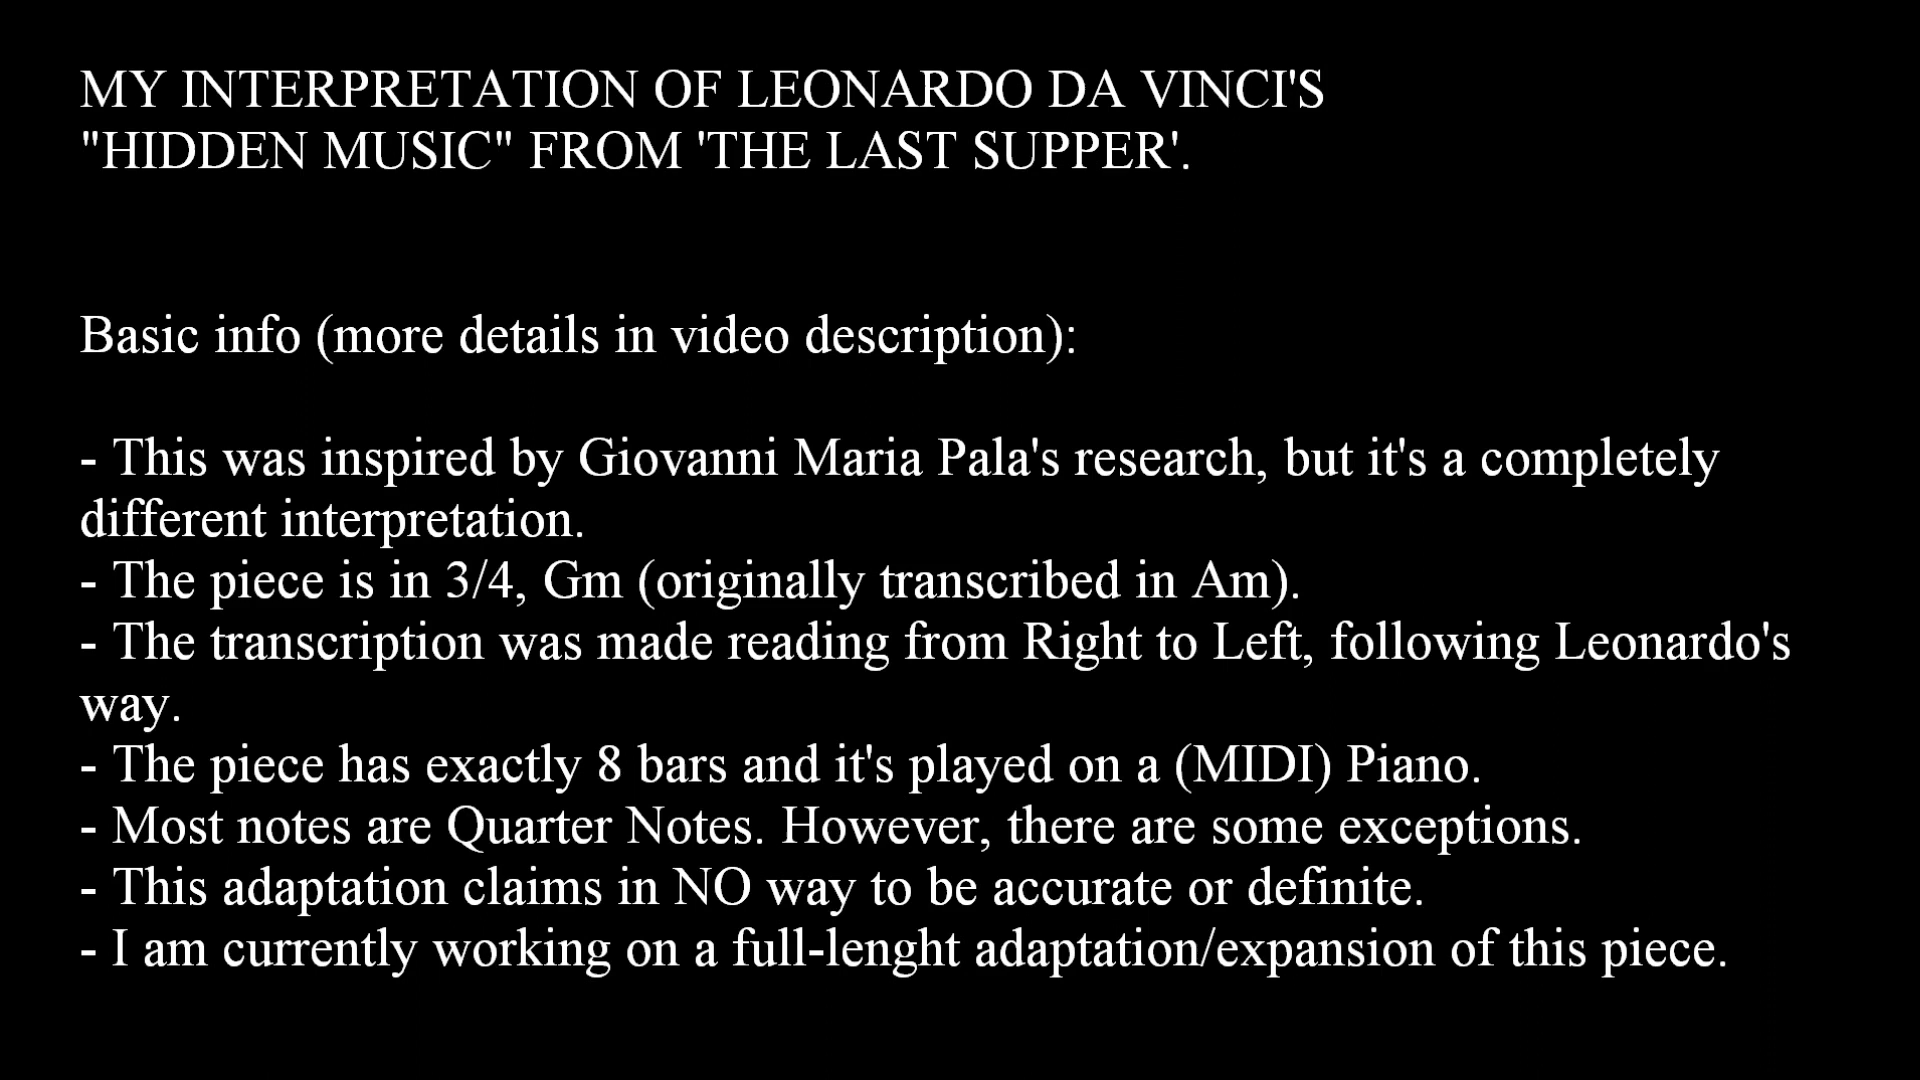 MY INTERPRETATION OF LEONARDO DA VINCI'S
"HIDDEN MUSIC" FROM 'THE LAST SUPPER'.
Basic info (more details in video description):
- This was inspired by Giovanni Maria Pala's research, but it's a completely
different interpretation.
- The piece is in 3/4, Gm (originally transcribed in Am).
- The transcription was made reading from Right to Left, following Leonardo's
way.
- The piece has exactly 8 bars and it's played on a (MIDI) Piano.
- Most notes are Quarter Notes. However, there are some exceptions.
- This adaptation claims in NO way to be accurate or definite.
- I am currently working on a full-lenght adaptation/expansion of this piece.